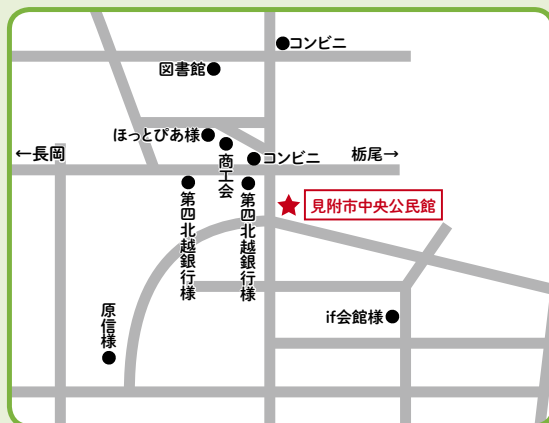 コンビニ
図書館
ほっとぴあ様
商工会
コンビニ
←長岡
栃尾→
第四北越銀行様
第四北越銀行様
見附市中央公民館
原信様
if会館様